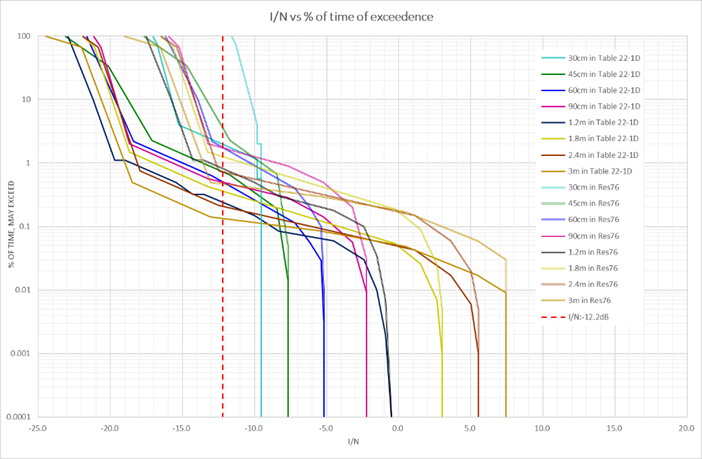 I/N vs % of time of exceedence
100
10
1
0.1
0.01
0.001
0.0001
% OF TIME, MAY EXCEED
-25.0 -20.0 -15.0 -10.0 -5.0 0.0 5.0 10.0 15.0 20.0
I/N
30cm in Table 22-1D
45cm in Table 22-1D
60cm in Table 22-1D
90cm in Table 22-1D
1.2m in Table 22-1D
1.8m in Table 22-1D
2.4m in Table 22-1D
3m in Table 22-1D
30cm in Res76
45cm in Res76
60cm in Res76
90cm in Res76
1.2m in Res76
1.8m in Res76
2.4m in Res76
3m in Res76
I/N:-12.2dB